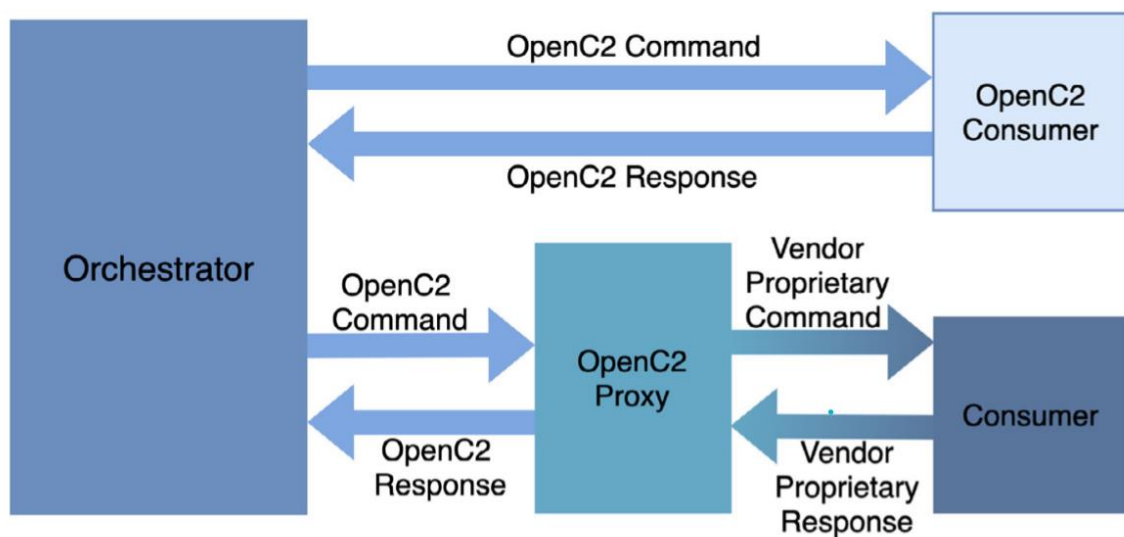 OpenC2 Command
OpenC2
Consumer
OpenC2 Response
Orchestrator
OpenC2
Command
Vendor
Proprietary
Command
OpenC2
Proxy
Consumer
OpenC2
Response
Vendor
Proprietary
Response